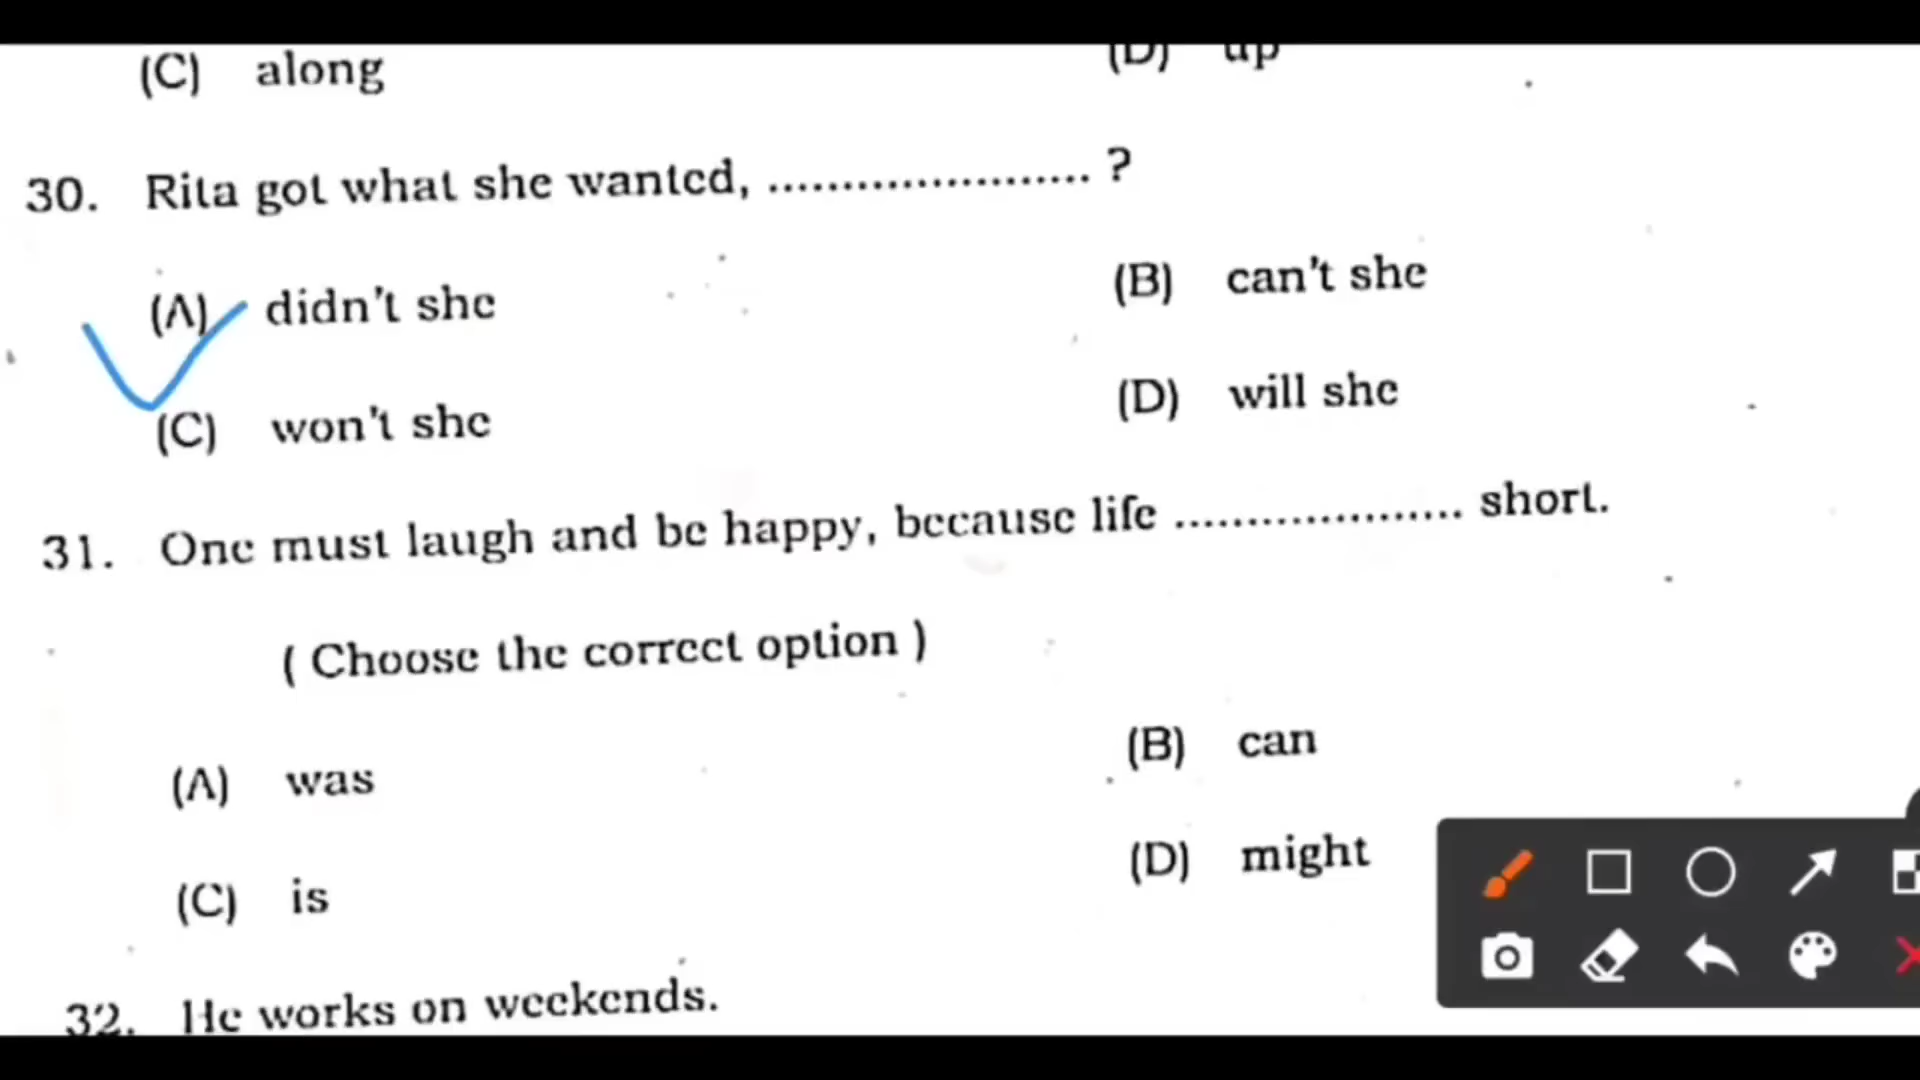 (C) along (D) up
30. Rita got what she wanted, ...................... ?
(A) didn't she (B) can't she
(C) won't she (D) will she
31. One must laugh and be happy, because life .................... short.
( Choose the correct option )
(A) was (B) can
(C) is (D) might
32. He works on weekends.